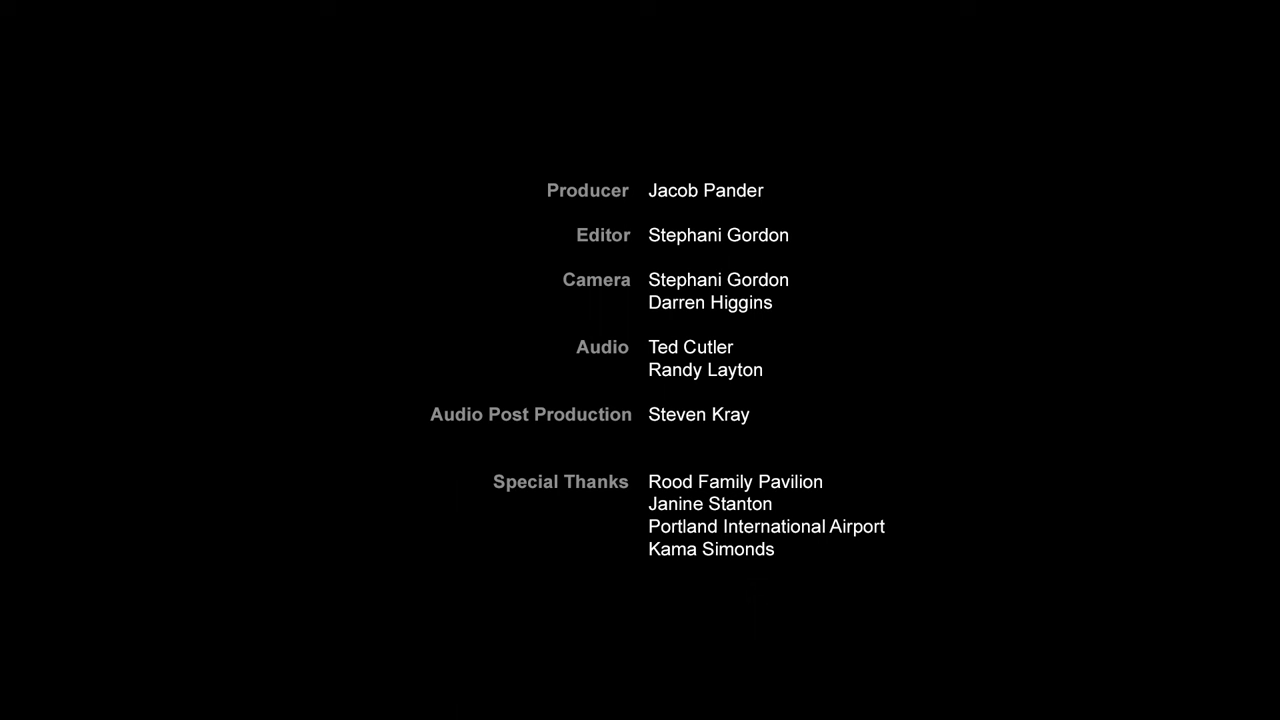 Producer Jacob Pander
Editor Stephani Gordon
Camera Stephani Gordon
Darren Higgins
Audio Ted Cutler
Randy Layton
Audio Post Production Steven Kray
Special Thanks Rood Family Pavilion
Janine Stanton
Portland International Airport
Kama Simonds